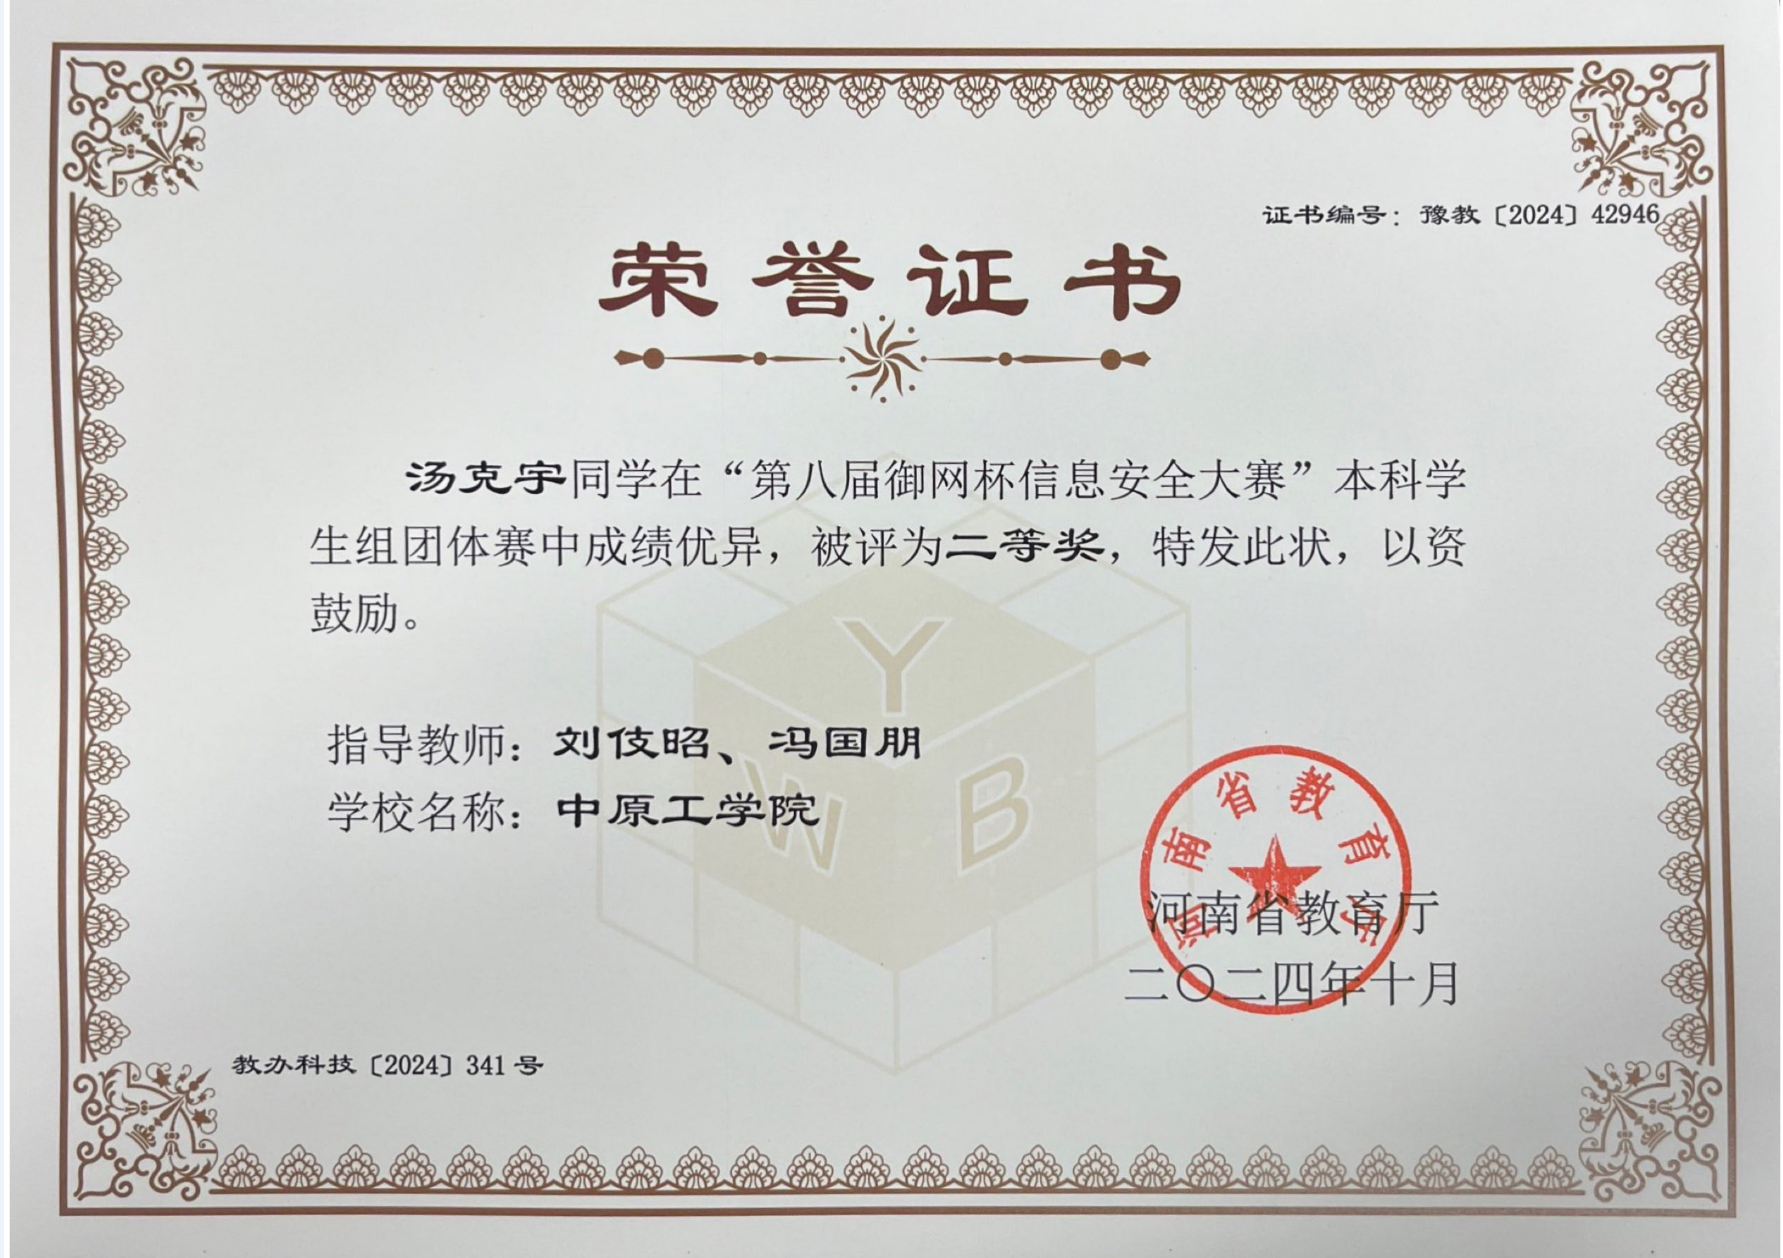 证书编号：豫教〔2024〕42946
荣誉证书
汤克宇同学在“第八届御网杯信息安全大赛”本科学
生组团体赛中成绩优异，被评为二等奖，特发此状，以资
鼓励。
指导教师：刘伎昭、冯国朋
学校名称：中原工学院
Y
W
B
河南省教育厅
河南省教育厅
二〇二四年十月
教办科技〔2024〕341号